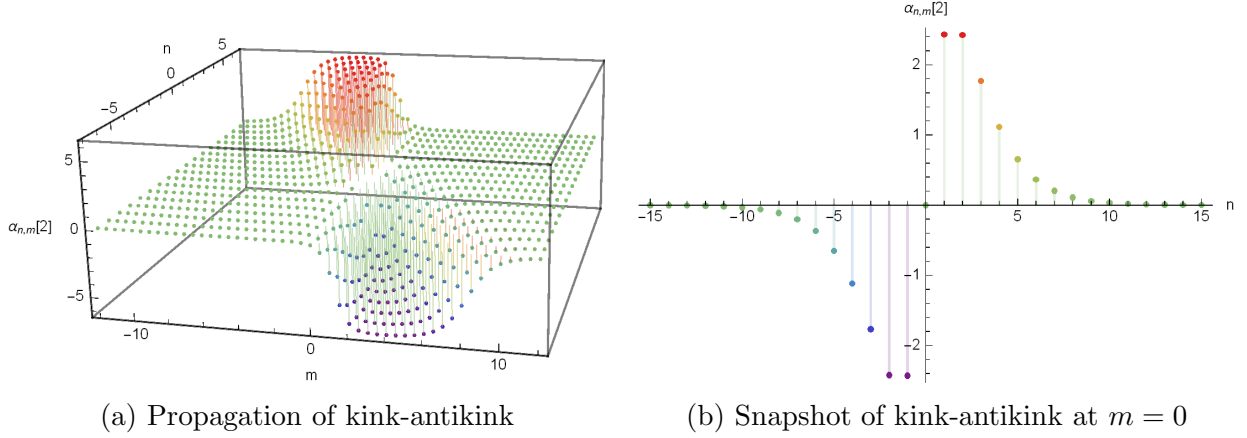 n
5
0
−5
5
0
−5
α_{n,m}[2]
−10
0
10
m
α_{n,m}[2]
2
1
−1
−2
−15
−10
−5
5
10
15
n
(a) Propagation of kink-antikink
(b) Snapshot of kink-antikink at m = 0